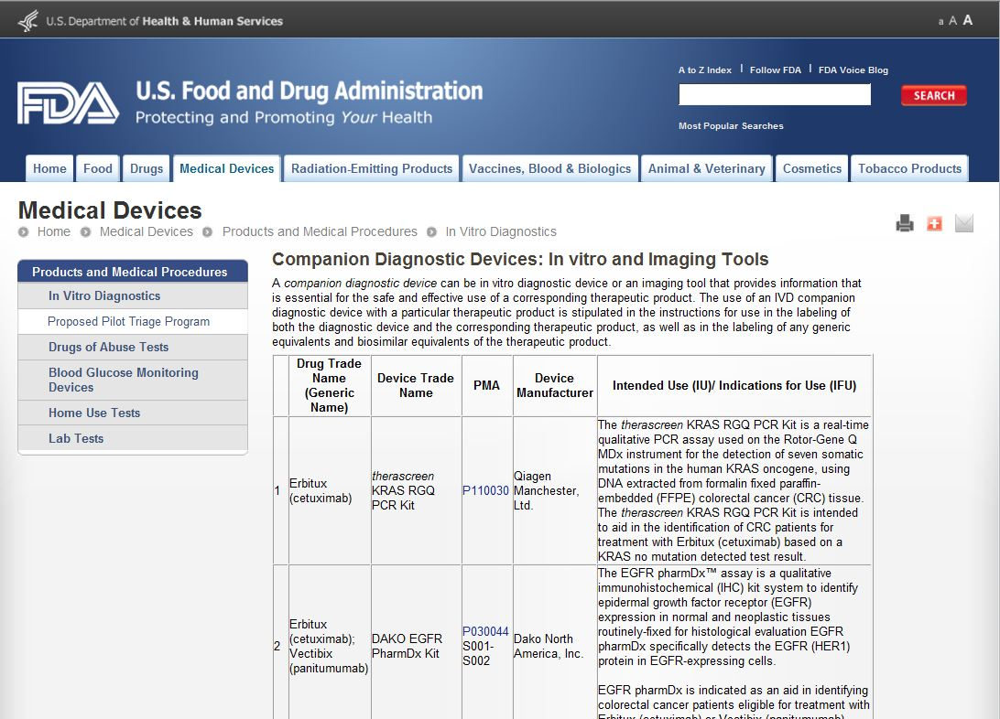 U.S. Department of Health & Human Services
a A A
FDA
U.S. Food and Drug Administration
Protecting and Promoting Your Health
A to Z Index | Follow FDA | FDA Voice Blog
SEARCH
Most Popular Searches
Home Food Drugs Medical Devices Radiation-Emitting Products Vaccines, Blood & Biologics Animal & Veterinary Cosmetics Tobacco Products
Medical Devices
Home Medical Devices Products and Medical Procedures In Vitro Diagnostics
Products and Medical Procedures
In Vitro Diagnostics
Proposed Pilot Triage Program
Drugs of Abuse Tests
Blood Glucose Monitoring
Devices
Home Use Tests
Lab Tests
Companion Diagnostic Devices: In vitro and Imaging Tools
A companion diagnostic device can be in vitro diagnostic device or an imaging tool that provides information that
is essential for the safe and effective use of a corresponding therapeutic product. The use of an IVD companion
diagnostic device with a particular therapeutic product is stipulated in the instructions for use in the labeling of
both the diagnostic device and the corresponding therapeutic product, as well as in the labeling of any generic
equivalents and biosimilar equivalents of the therapeutic product.
Drug Trade
Name
(Generic
Name)
Device Trade
Name
PMA
Device
Manufacturer
Intended Use (IU)/ Indications for Use (IFU)
1
Erbitux
(cetuximab)
therascreen
KRAS RGQ
PCR Kit
P110030
Qiagen
Manchester,
Ltd.
The therascreen KRAS RGQ PCR Kit is a real-time
qualitative PCR assay used on the Rotor-Gene Q
MDx instrument for the detection of seven somatic
mutations in the human KRAS oncogene, using
DNA extracted from formalin fixed paraffin-
embedded (FFPE) colorectal cancer (CRC) tissue.
The therascreen KRAS RGQ PCR Kit is intended
to aid in the identification of CRC patients for
treatment with Erbitux (cetuximab) based on a
KRAS no mutation detected test result.
2
Erbitux
(cetuximab);
Vectibix
(panitumumab)
DAKO EGFR
PharmDx Kit
P030044
S001-
S002
Dako North
America, Inc.
The EGFR pharmDx™ assay is a qualitative
immunohistochemical (IHC) kit system to identify
epidermal growth factor receptor (EGFR)
expression in normal and neoplastic tissues
routinely-fixed for histological evaluation EGFR
pharmDx specifically detects the EGFR (HER1)
protein in EGFR-expressing cells.
EGFR pharmDx is indicated as an aid in identifying
colorectal cancer patients eligible for treatment with
Erbitux (cetuximab) or Vectibix (panitumumab)